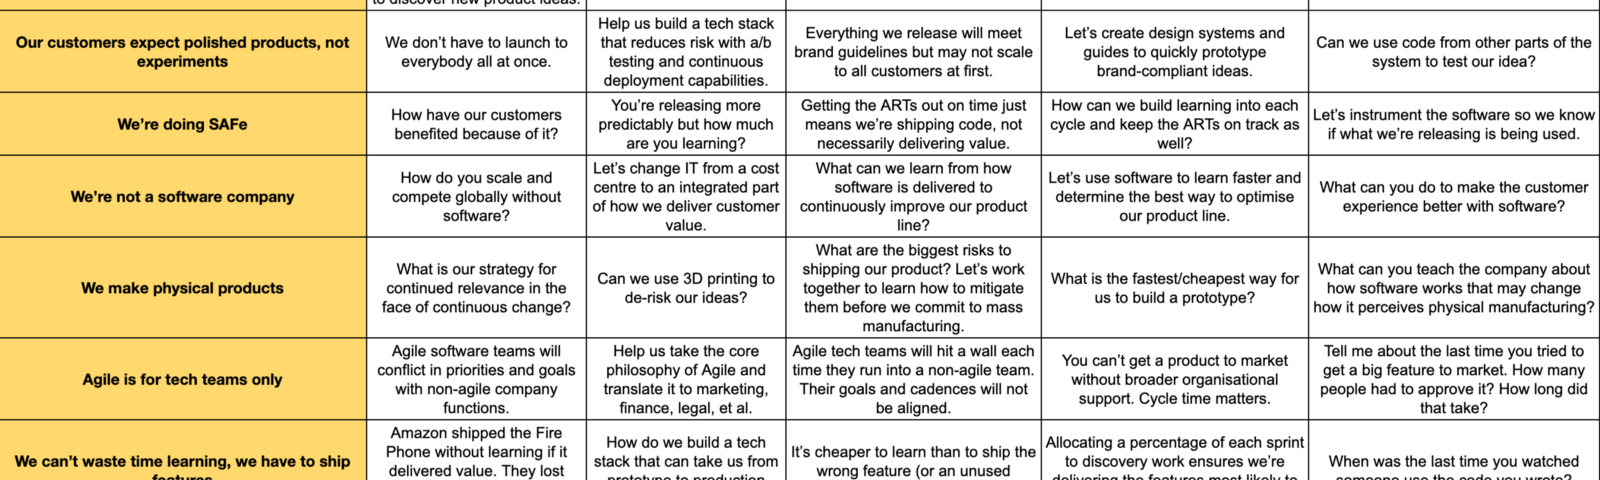 to discover new product ideas.
Our customers expect polished products, not
experiments
We don’t have to launch to
everybody all at once.
Help us build a tech stack
that reduces risk with a/b
testing and continuous
deployment capabilities.
Everything we release will meet
brand guidelines but may not scale
to all customers at first.
Let’s create design systems and
guides to quickly prototype
brand-compliant ideas.
Can we use code from other parts of the
system to test our idea?
We’re doing SAFe
How have our customers
benefited because of it?
You’re releasing more
predictably but how much
are you learning?
Getting the ARTs out on time just
means we’re shipping code, not
necessarily delivering value.
How can we build learning into each
cycle and keep the ARTs on track as
well?
Let’s instrument the software so we know
if what we’re releasing is being used.
We’re not a software company
How do you scale and
compete globally without
software?
Let’s change IT from a cost
centre to an integrated part
of how we deliver customer
value.
What can we learn from how
software is delivered to
continuously improve our product
line?
Let’s use software to learn faster and
determine the best way to optimise
our product line.
What can you do to make the customer
experience better with software?
We make physical products
What is our strategy for
continued relevance in the
face of continuous change?
Can we use 3D printing to
de-risk our ideas?
What are the biggest risks to
shipping our product? Let’s work
together to learn how to mitigate
them before we commit to mass
manufacturing.
What is the fastest/cheapest way for
us to build a prototype?
What can you teach the company about
how software works that may change
how it perceives physical manufacturing?
Agile is for tech teams only
Agile software teams will
conflict in priorities and goals
with non-agile company
functions.
Help us take the core
philosophy of Agile and
translate it to marketing,
finance, legal, et al.
Agile tech teams will hit a wall each
time they run into a non-agile team.
Their goals and cadences will not
be aligned.
You can’t get a product to market
without broader organisational
support. Cycle time matters.
Tell me about the last time you tried to
get a big feature to market. How many
people had to approve it? How long did
that take?
We can’t waste time learning, we have to ship
features
Amazon shipped the Fire
Phone without learning if it
delivered value. They lost
How do we build a tech
stack that can take us from
prototype to production
It’s cheaper to learn than to ship the
wrong feature (or an unused
Allocating a percentage of each sprint
to discovery work ensures we’re
delivering the features most likely to
When was the last time you watched
someone use the code you wrote?